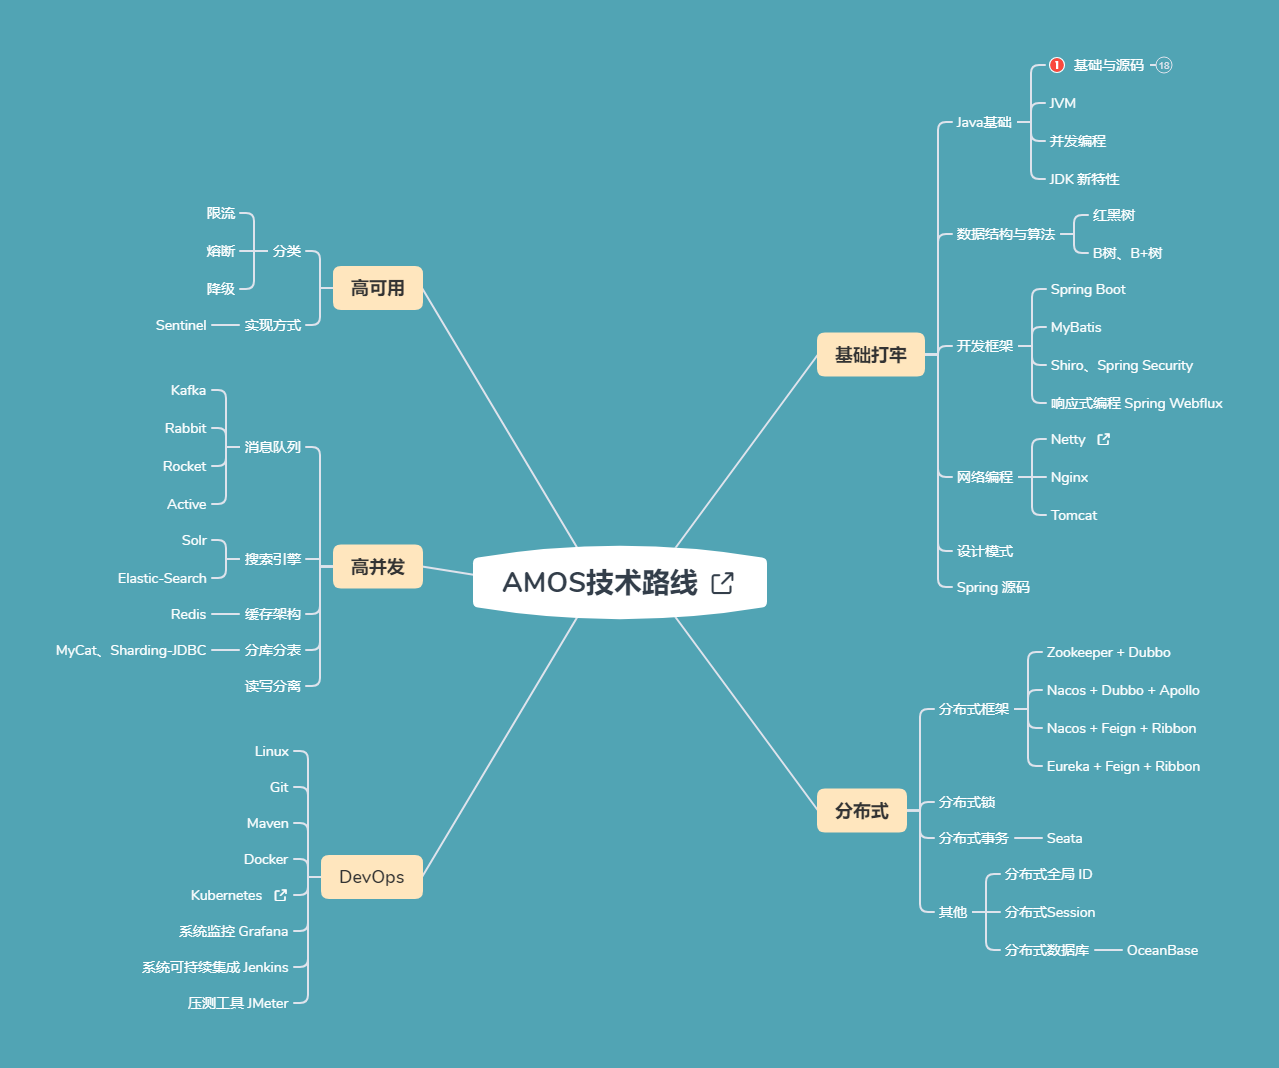 AMOS技术路线
基础打牢
Java基础
1 基础与源码 18
JVM
并发编程
JDK 新特性
数据结构与算法
红黑树
B树、B+树
开发框架
Spring Boot
MyBatis
Shiro、Spring Security
响应式编程 Spring Webflux
网络编程
Netty
Nginx
Tomcat
设计模式
Spring 源码
分布式
分布式框架
Zookeeper + Dubbo
Nacos + Dubbo + Apollo
Nacos + Feign + Ribbon
Eureka + Feign + Ribbon
分布式锁
分布式事务
Seata
其他
分布式全局 ID
分布式Session
分布式数据库
OceanBase
高可用
分类
限流
熔断
降级
实现方式
Sentinel
高并发
消息队列
Kafka
Rabbit
Rocket
Active
搜索引擎
Solr
Elastic-Search
缓存架构
Redis
分库分表
MyCat、Sharding-JDBC
读写分离
DevOps
Linux
Git
Maven
Docker
Kubernetes
系统监控 Grafana
系统可持续集成 Jenkins
压测工具 JMeter